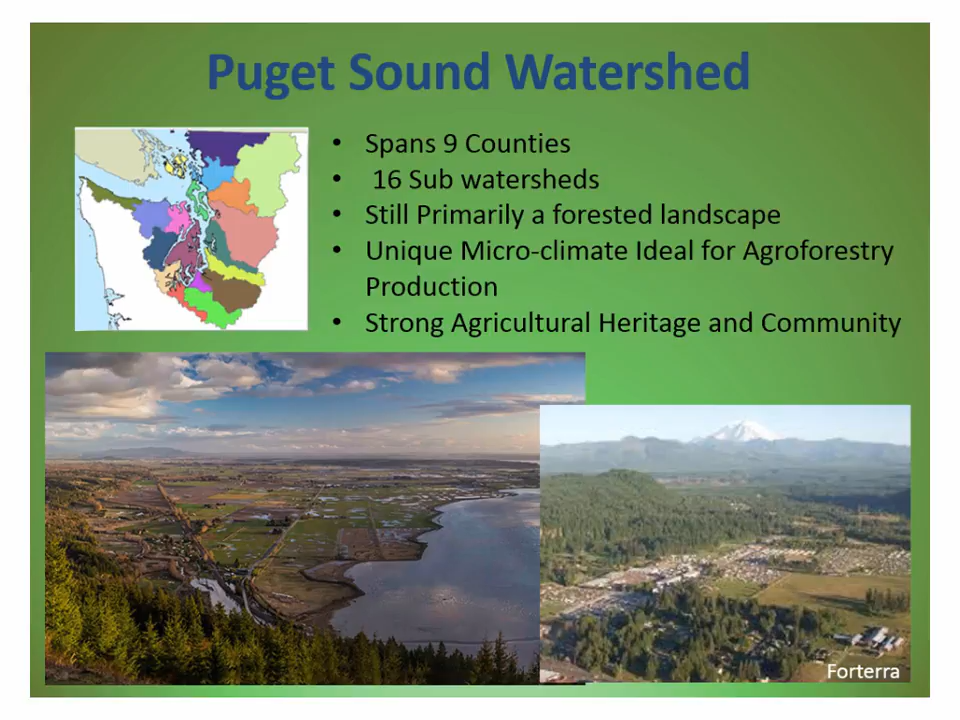 Puget Sound Watershed
• Spans 9 Counties
• 16 Sub watersheds
• Still Primarily a forested landscape
• Unique Micro-climate Ideal for Agroforestry
Production
• Strong Agricultural Heritage and Community
Forterra